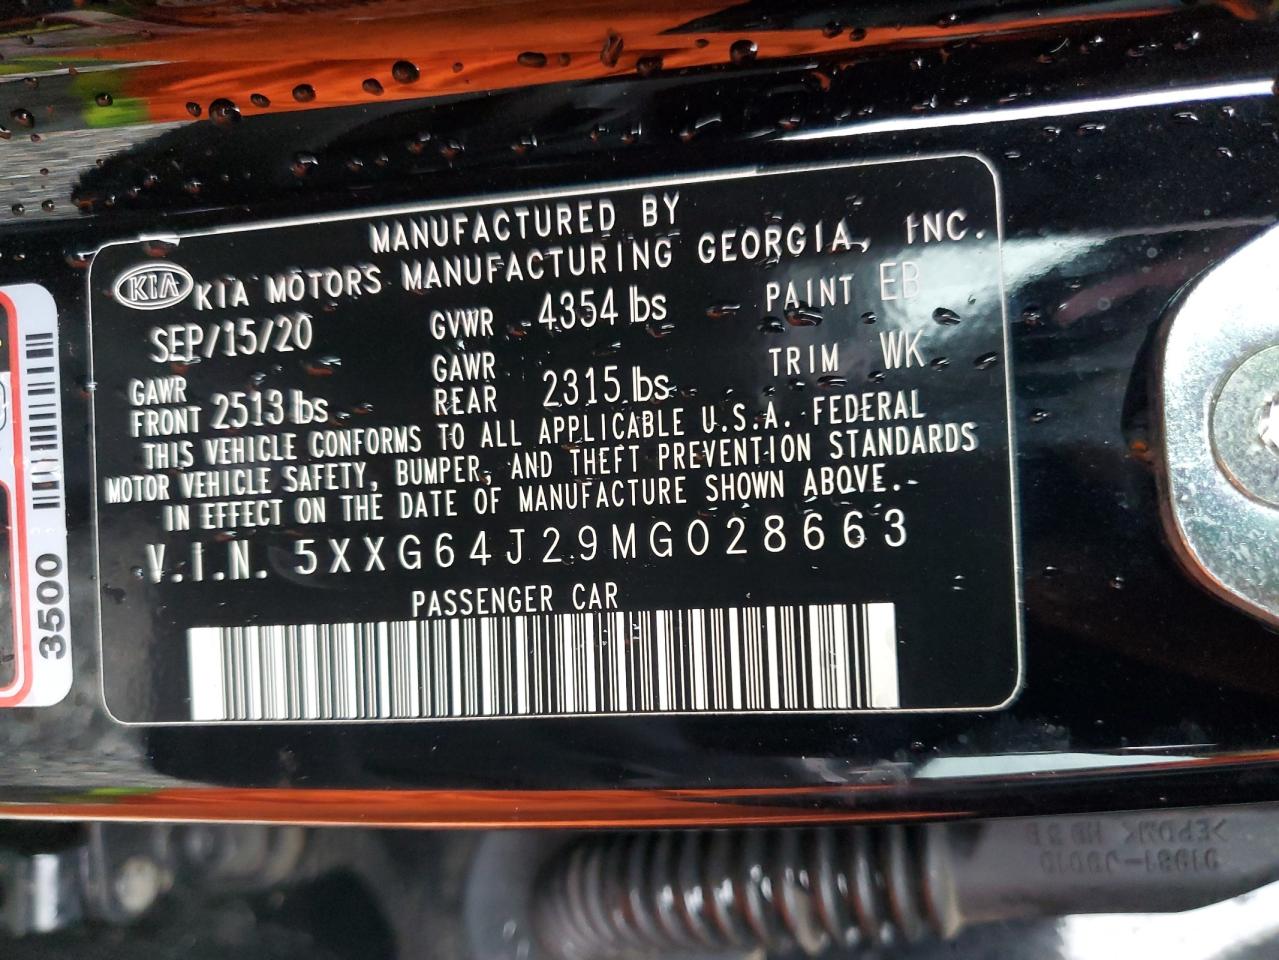 MANUFACTURED BY
KIA KIA MOTORS MANUFACTURING GEORGIA, INC.
SEP/15/20 GVWR 4354 lbs PAINT EB
GAWR FRONT 2513 lbs GAWR REAR 2315 lbs TRIM WK
THIS VEHICLE CONFORMS TO ALL APPLICABLE U.S.A. FEDERAL
MOTOR VEHICLE SAFETY, BUMPER, AND THEFT PREVENTION STANDARDS
IN EFFECT ON THE DATE OF MANUFACTURE SHOWN ABOVE.
V.I.N. 5XXG64J29MG028663
PASSENGER CAR
3500